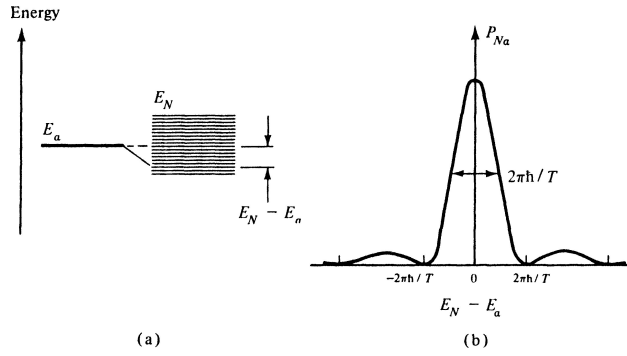 Energy
E_a
E_N
E_N − E_a
(a)
P_Na
2πħ / T
−2πħ / T
0
2πħ / T
E_N − E_a
(b)